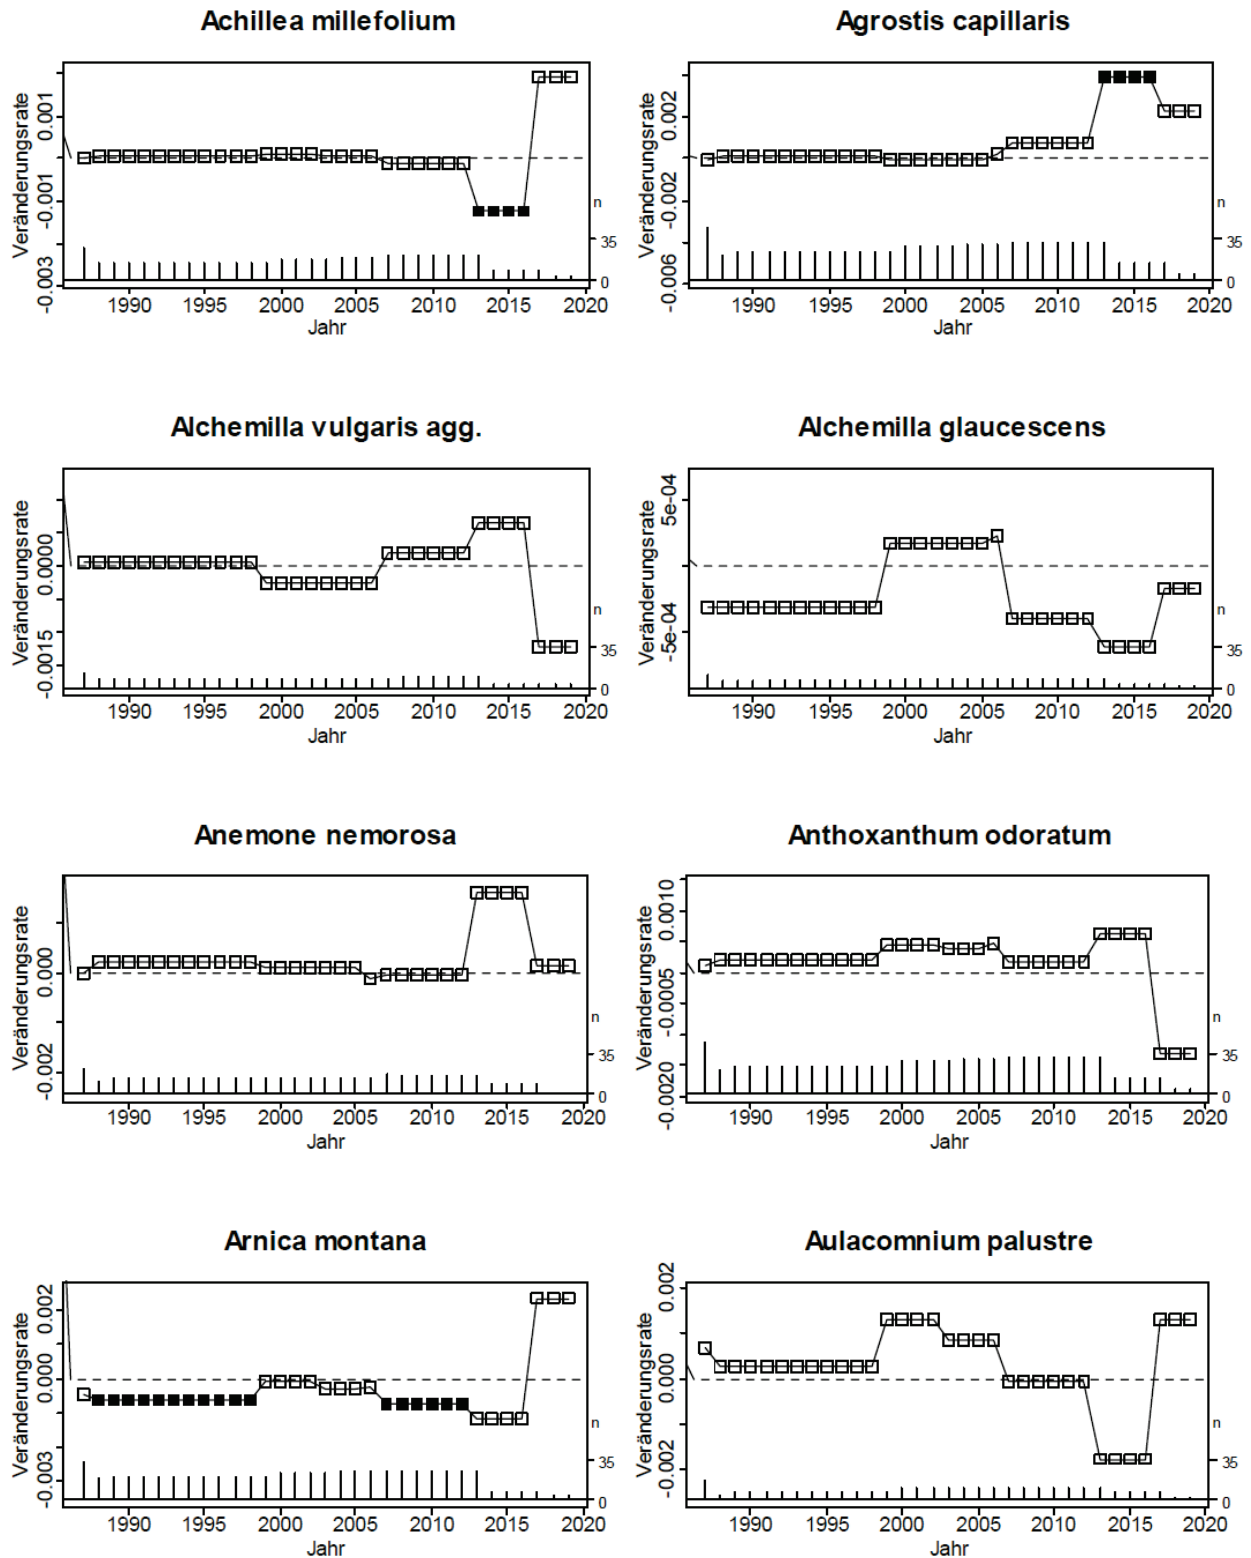 Achillea millefolium
Veränderungsrate
0.001
-0.001
-0.003
n
35
0
1990 1995 2000 2005 2010 2015 2020
Jahr
Agrostis capillaris
Veränderungsrate
0.002
-0.002
-0.006
n
35
0
1990 1995 2000 2005 2010 2015 2020
Jahr
Alchemilla vulgaris agg.
Veränderungsrate
0.0000
-0.0015
n
35
0
1990 1995 2000 2005 2010 2015 2020
Jahr
Alchemilla glaucescens
Veränderungsrate
5e-04
-5e-04
n
35
0
1990 1995 2000 2005 2010 2015 2020
Jahr
Anemone nemorosa
Veränderungsrate
0.000
-0.002
n
35
0
1990 1995 2000 2005 2010 2015 2020
Jahr
Anthoxanthum odoratum
Veränderungsrate
0.0010
-0.0005
-0.0020
n
35
0
1990 1995 2000 2005 2010 2015 2020
Jahr
Arnica montana
Veränderungsrate
0.002
0.000
-0.003
n
35
0
1990 1995 2000 2005 2010 2015 2020
Jahr
Aulacomnium palustre
Veränderungsrate
0.002
0.000
-0.002
n
35
0
1990 1995 2000 2005 2010 2015 2020
Jahr